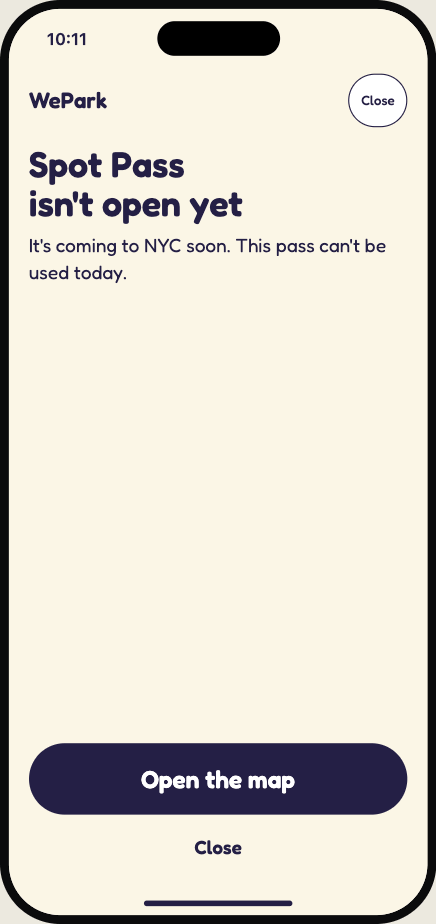 10:11
WePark
Close
Spot Pass
isn't open yet
It's coming to NYC soon. This pass can't be
used today.
Open the map
Close